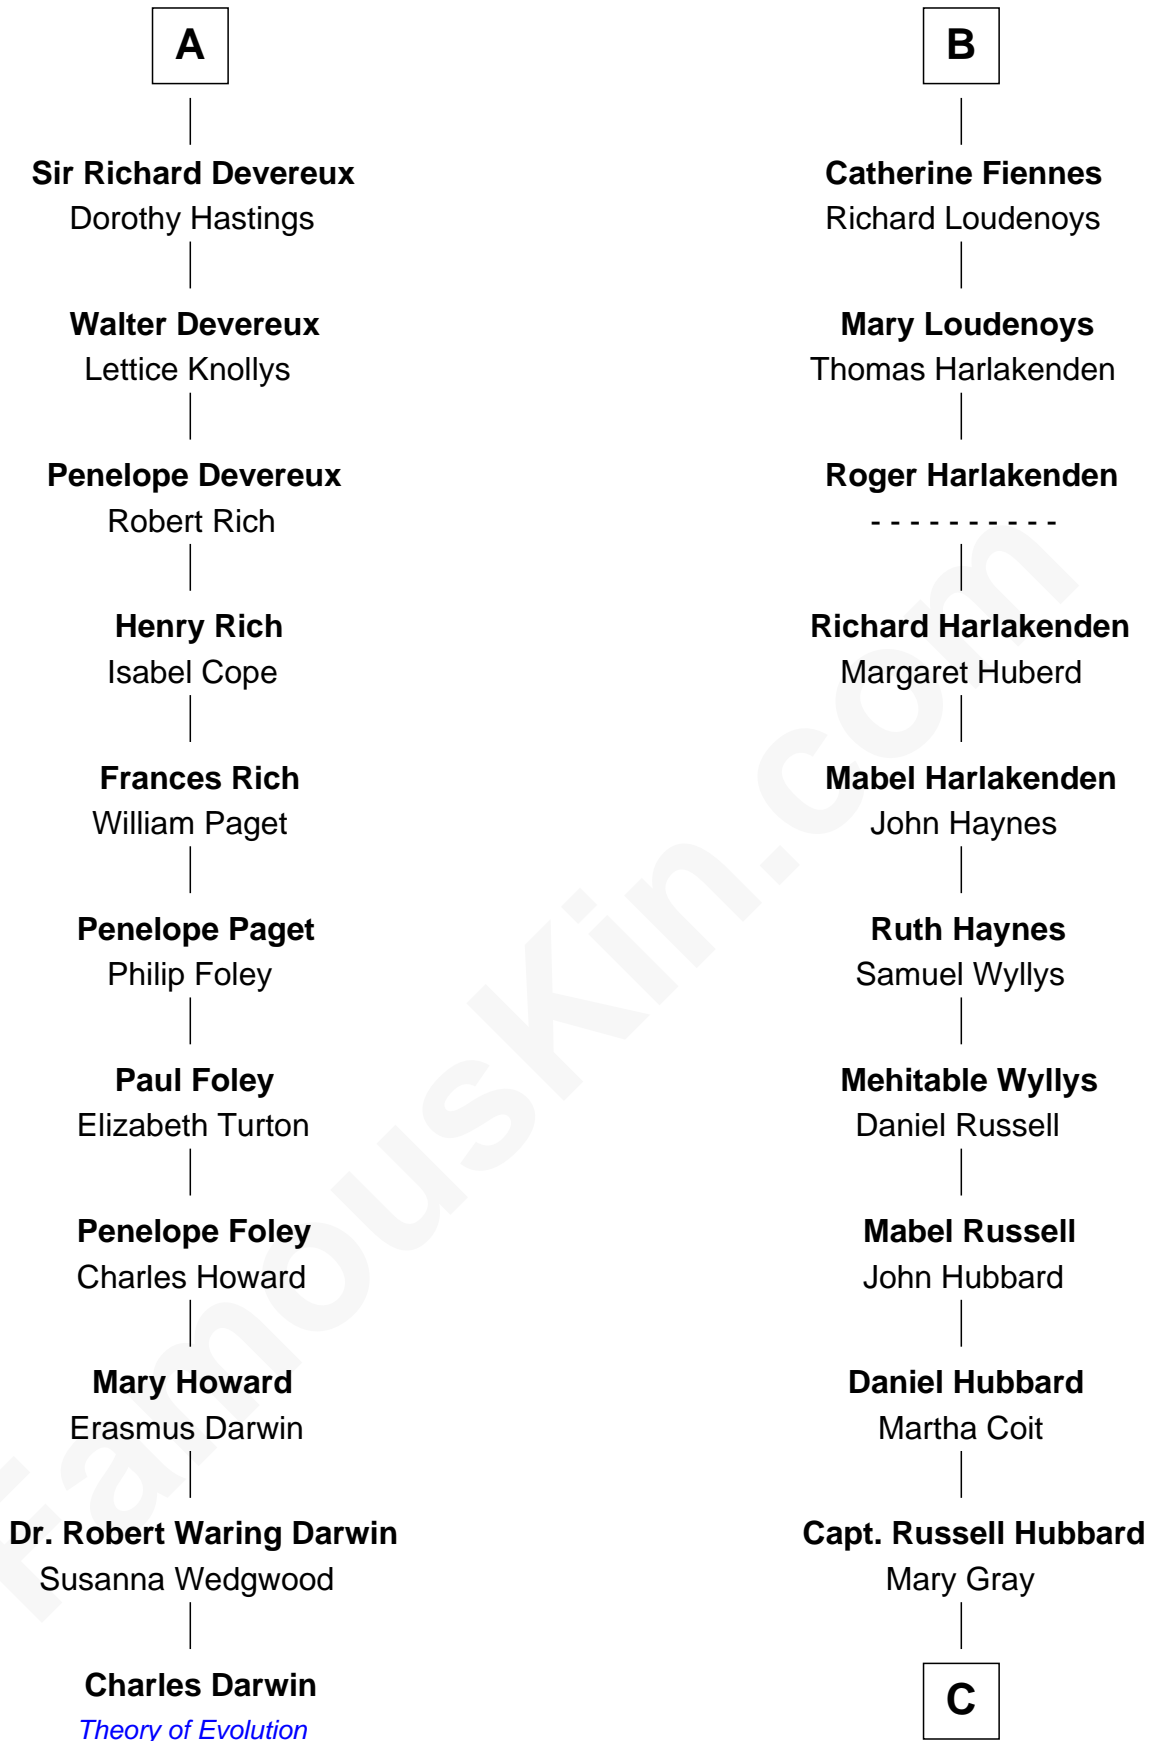 A
Sir Richard Devereux
Dorothy Hastings
Walter Devereux
Lettice Knollys
Penelope Devereux
Robert Rich
Henry Rich
Isabel Cope
Frances Rich
William Paget
Penelope Paget
Philip Foley
Paul Foley
Elizabeth Turton
Penelope Foley
Charles Howard
Mary Howard
Erasmus Darwin
Dr. Robert Waring Darwin
Susanna Wedgwood
Charles Darwin
Theory of Evolution
B
Catherine Fiennes
Richard Loudenoys
Mary Loudenoys
Thomas Harlakenden
Roger Harlakenden
- - - - - - - - - -
Richard Harlakenden
Margaret Huberd
Mabel Harlakenden
John Haynes
Ruth Haynes
Samuel Wyllys
Mehitable Wyllys
Daniel Russell
Mabel Russell
John Hubbard
Daniel Hubbard
Martha Coit
Capt. Russell Hubbard
Mary Gray
C
FamousKin.com